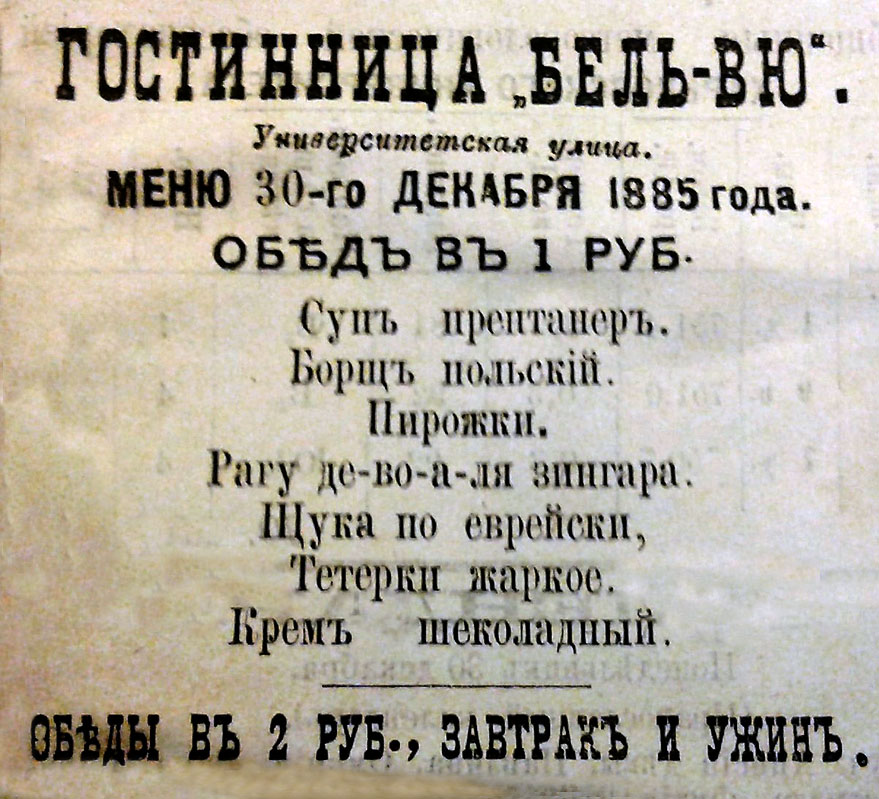 ГОСТИННИЦА „БЕЛЬ-ВЮ“.
Университетская улица.
МЕНЮ 30-го ДЕКАБРЯ 1885 года.
ОБѢДЪ ВЪ 1 РУБ.
Супъ прентанеръ.
Борщъ польскій.
Пирожки.
Рагу де-во-а-ля зингара.
Щука по еврейски,
Тетерки жаркое.
Кремъ шеколадный.
ОБѢДЫ ВЪ 2 РУБ., ЗАВТРАКЪ И УЖИНЪ.